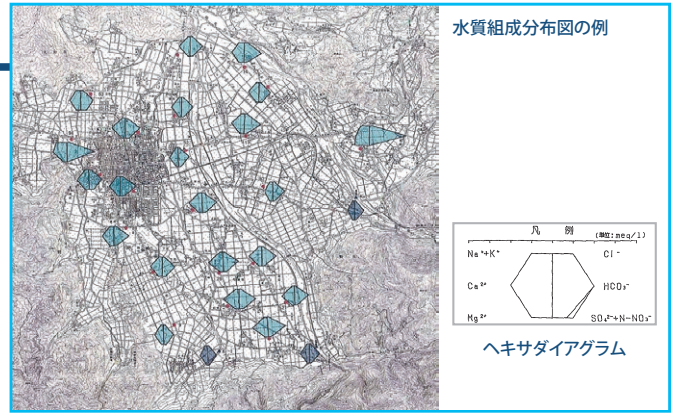 水質組成分布図の例
凡 例
(単位:meq/l)
Na⁺+K⁺
Cl⁻
Ca²⁺
HCO₃⁻
Mg²⁺
SO₄²⁻+N-NO₃⁻
ヘキサダイアグラム